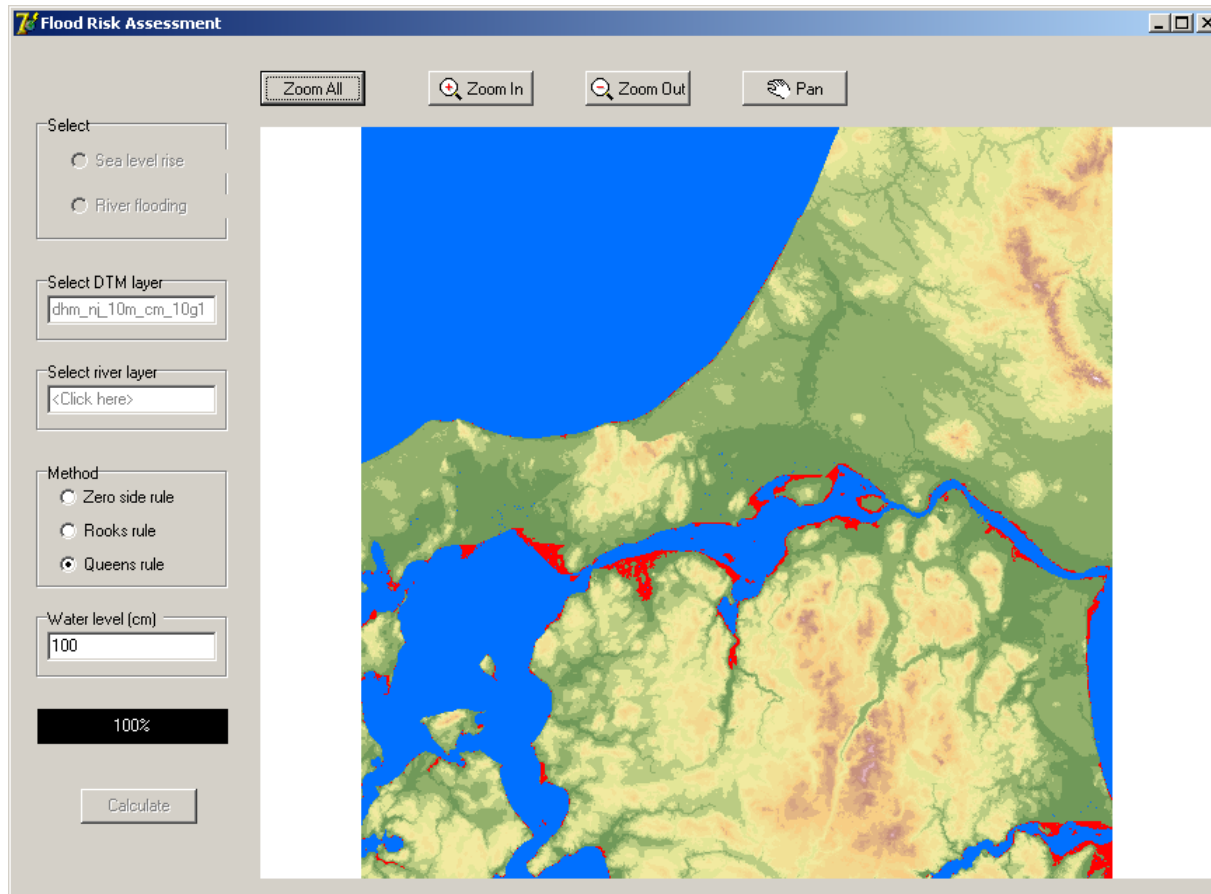 Flood Risk Assessment
Zoom All
Zoom In
Zoom Out
Pan
Select
Sea level rise
River flooding
Select DTM layer
dhm_nj_10m_cm_10g1
Select river layer
<Click here>
Method
Zero side rule
Rooks rule
Queens rule
Water level (cm)
100
100%
Calculate